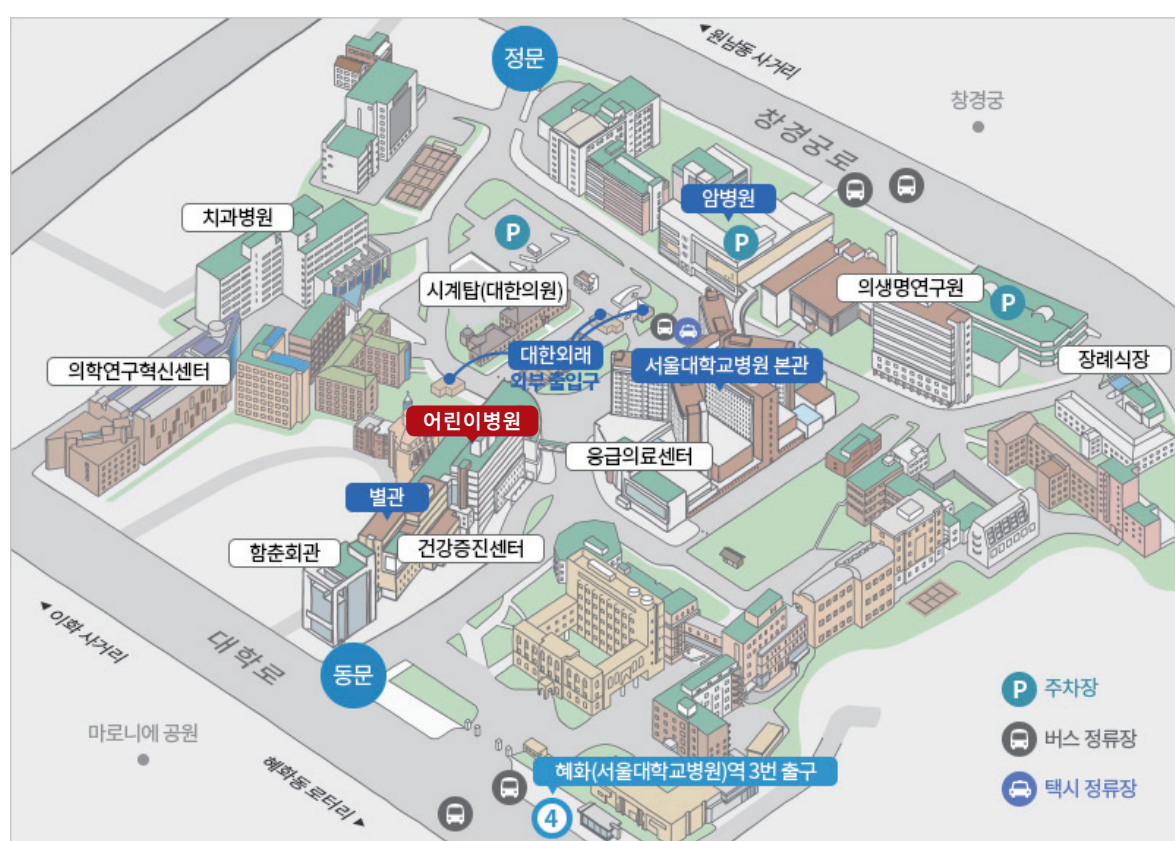 정문
◀원남동 사거리
창경궁
창경궁로
암병원
P
치과병원
P
시계탑(대한의원)
의생명연구원
P
대한외래
외부 출입구
서울대학교병원 본관
장례식장
의학연구혁신센터
어린이병원
응급의료센터
별관
건강증진센터
함춘회관
◀이화 사거리
대학로
동문
마로니에 공원
혜화동로터리▶
혜화(서울대학교병원)역 3번 출구
4
P 주차장
버스 정류장
택시 정류장